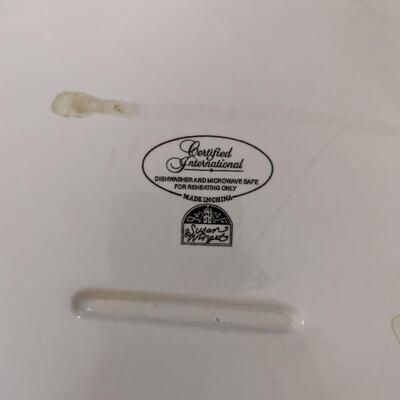 Certified
International
DISHWASHER AND MICROWAVE SAFE
FOR REHEATING ONLY
MADE IN CHINA
Susan
Winget